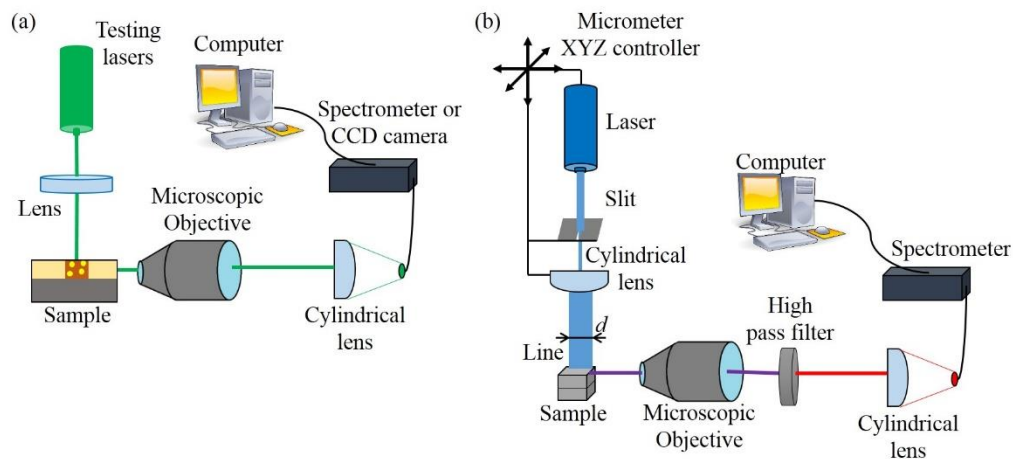 (a)
Testing
lasers
Computer
Spectrometer or
CCD camera
Lens
Microscopic
Objective
Sample
Cylindrical
lens
(b)
Micrometer
XYZ controller
Laser
Slit
Cylindrical
lens
Computer
Spectrometer
High
pass filter
d
Line
Sample
Microscopic
Objective
Cylindrical
lens